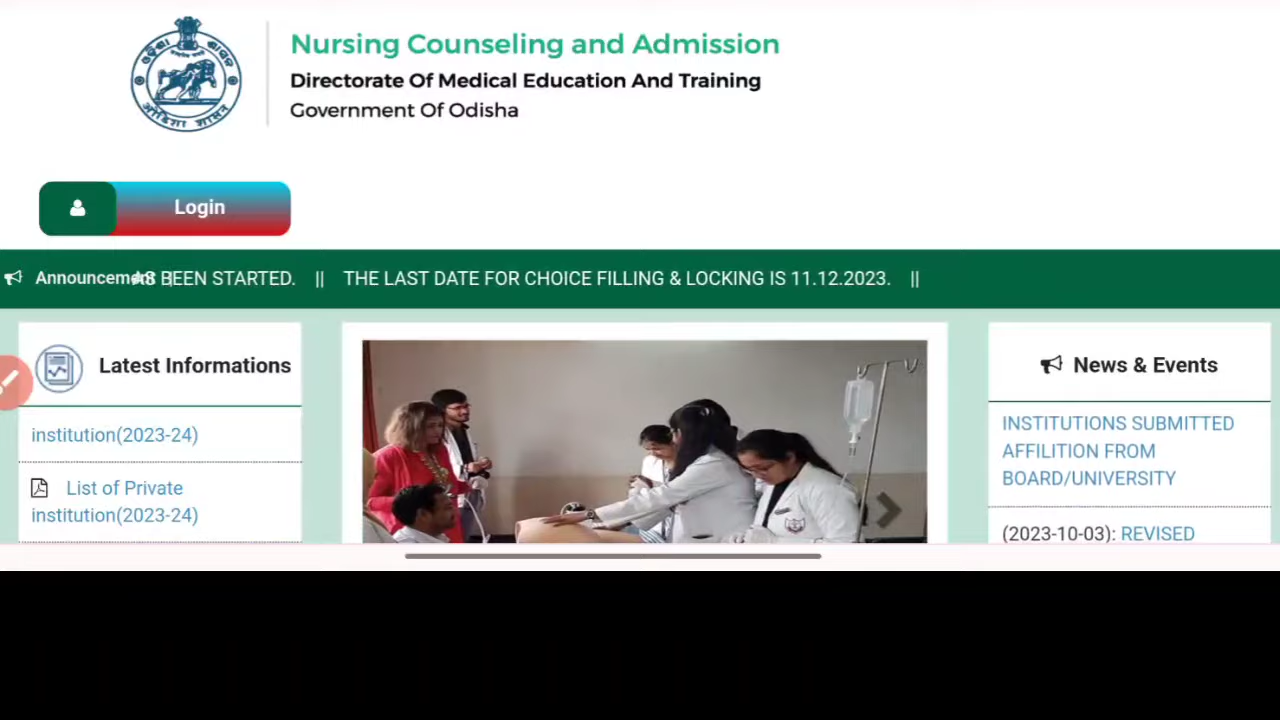 Nursing Counseling and Admission
Directorate Of Medical Education And Training
Government Of Odisha
Login
Announcement || BEEN STARTED. || THE LAST DATE FOR CHOICE FILLING & LOCKING IS 11.12.2023. ||
Latest Informations
institution(2023-24)
List of Private
institution(2023-24)
News & Events
INSTITUTIONS SUBMITTED
AFFILITION FROM
BOARD/UNIVERSITY
(2023-10-03): REVISED